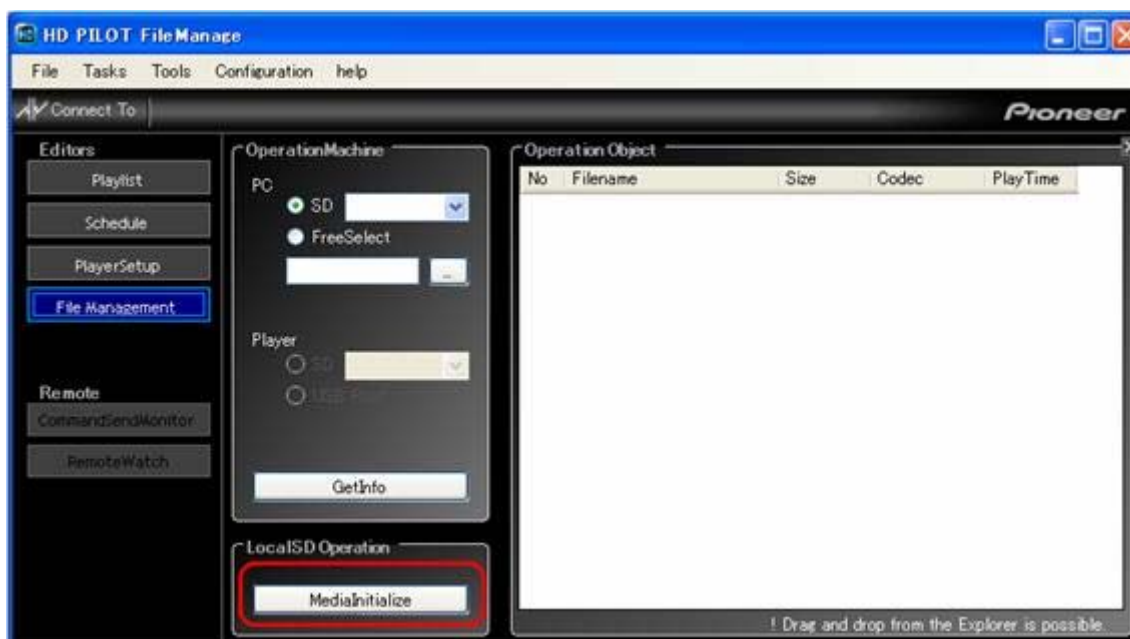 HD PILOT FileManage
File Tasks Tools Configuration help
Connect To
Pioneer
Editors
Playlist
Schedule
PlayerSetup
File Management
Remote
CommandSendMonitor
RemoteWatch
OperationMachine
PC
SD
FreeSelect
...
Player
SD
GetInfo
LocalSD Operation
MediaInitialize
Operation Object
No Filename Size Codec PlayTime
! Drag and drop from the Explorer is possible.